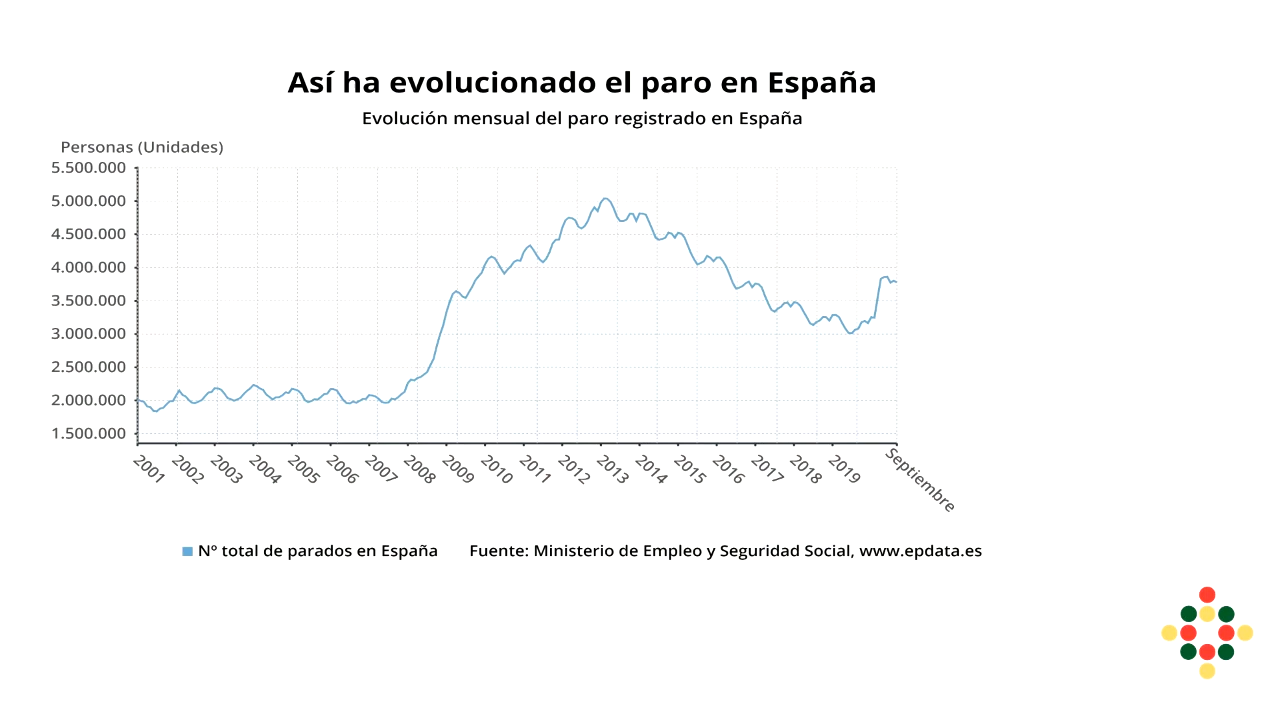 Así ha evolucionado el paro en España
Evolución mensual del paro registrado en España
Personas (Unidades)
5.500.000
5.000.000
4.500.000
4.000.000
3.500.000
3.000.000
2.500.000
2.000.000
1.500.000
2001 2002 2003 2004 2005 2006 2007 2008 2009 2010 2011 2012 2013 2014 2015 2016 2017 2018 2019 Septiembre
Nº total de parados en España Fuente: Ministerio de Empleo y Seguridad Social, www.epdata.es